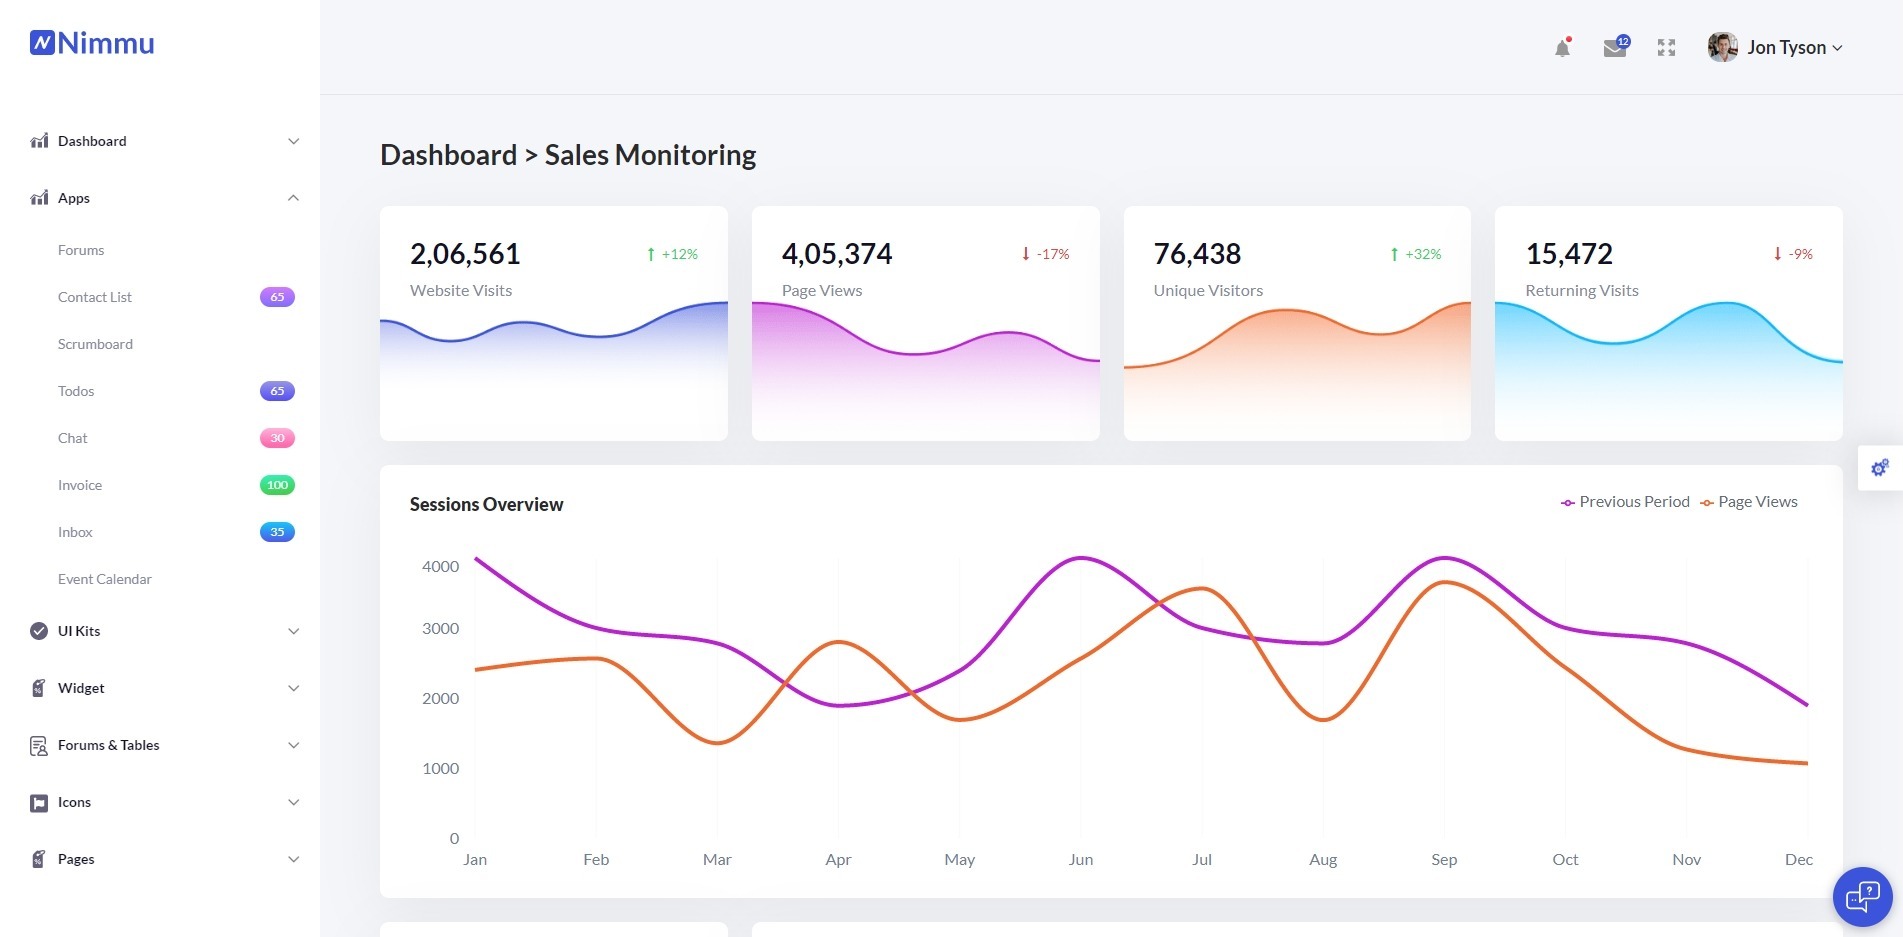 Nimmu
12
Jon Tyson
Dashboard
Apps
Forums
Contact List 65
Scrumboard
Todos 65
Chat 30
Invoice 100
Inbox 35
Event Calendar
UI Kits
Widget
Forums & Tables
Icons
Pages
Dashboard > Sales Monitoring
2,06,561 +12%
Website Visits
4,05,374 -17%
Page Views
76,438 +32%
Unique Visitors
15,472 -9%
Returning Visits
Sessions Overview
Previous Period Page Views
4000
3000
2000
1000
0
Jan Feb Mar Apr May Jun Jul Aug Sep Oct Nov Dec
?